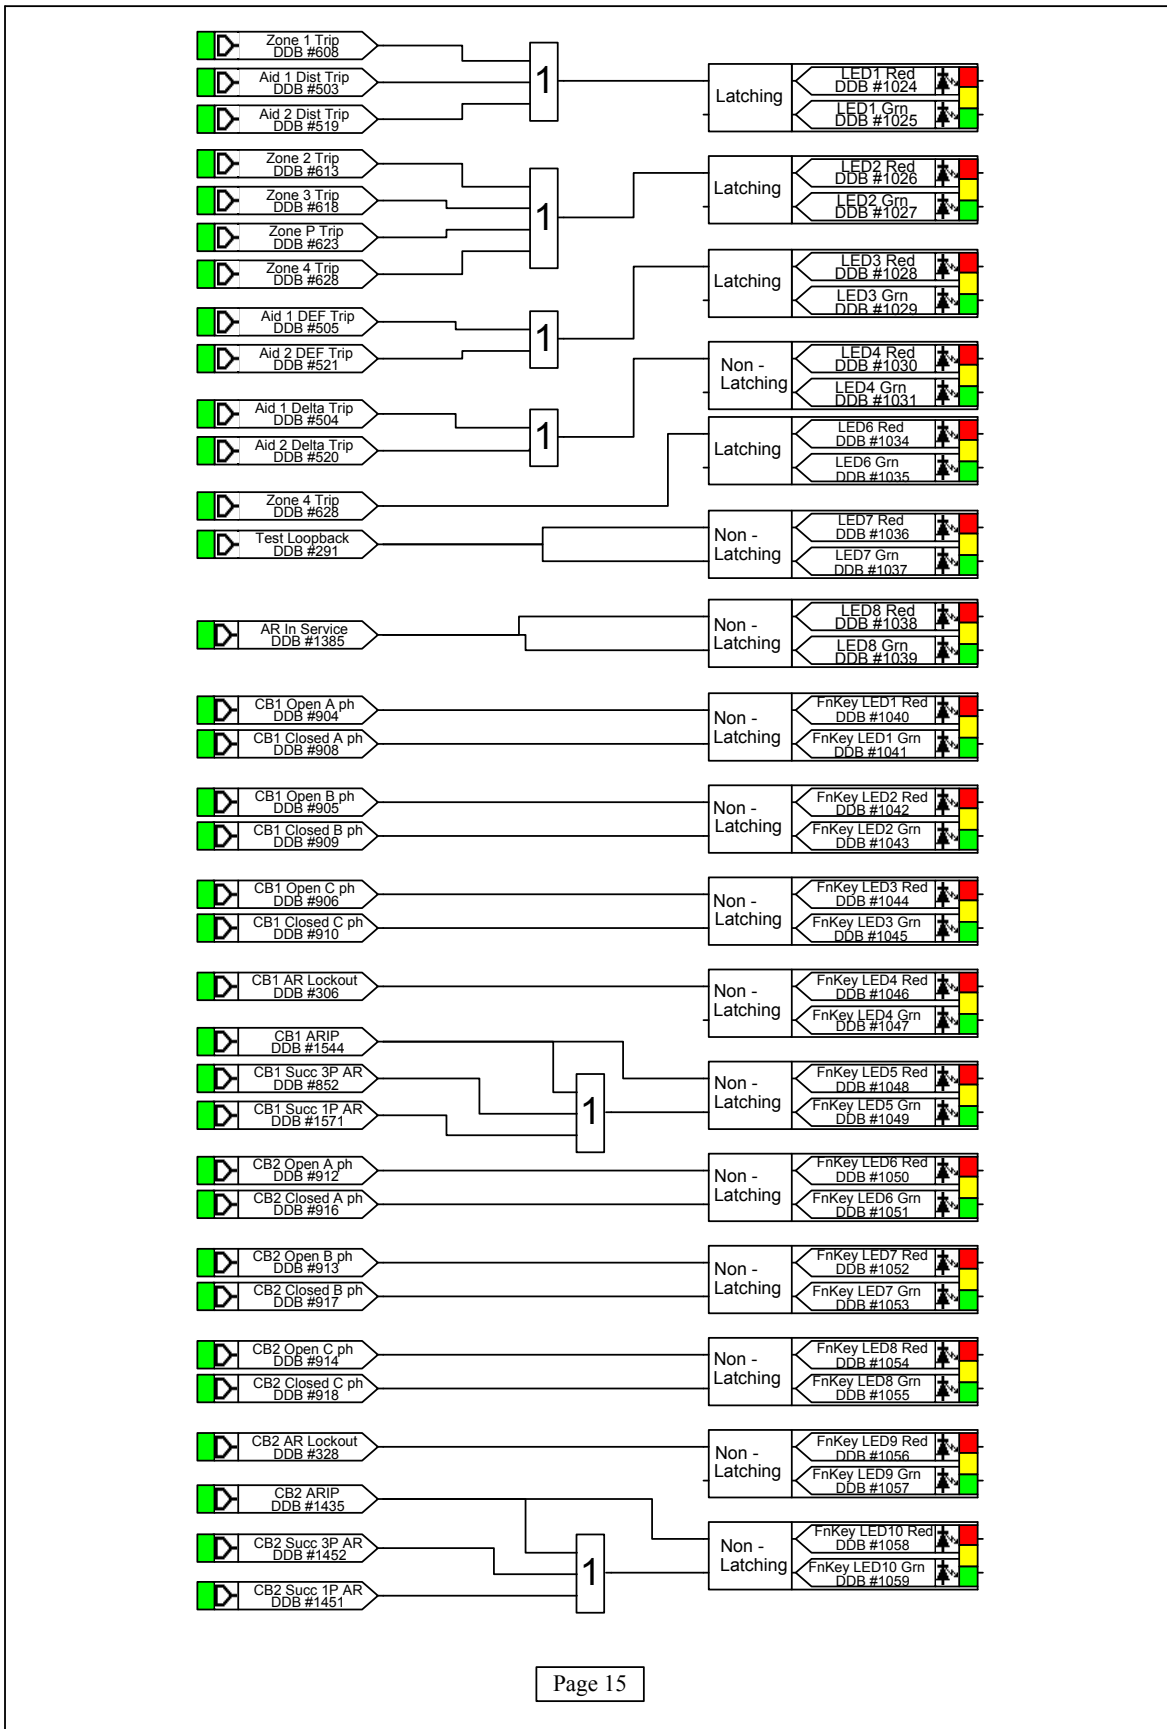 Zone 1 Trip
DDB #608
Aid 1 Dist Trip
DDB #503
Aid 2 Dist Trip
DDB #519
1
Latching
LED1 Red
DDB #1024
LED1 Grn
DDB #1025
Zone 2 Trip
DDB #613
Zone 3 Trip
DDB #618
Zone P Trip
DDB #623
Zone 4 Trip
DDB #628
1
Latching
LED2 Red
DDB #1026
LED2 Grn
DDB #1027
Aid 1 DEF Trip
DDB #505
Aid 2 DEF Trip
DDB #521
1
Latching
LED3 Red
DDB #1028
LED3 Grn
DDB #1029
Aid 1 Delta Trip
DDB #504
Aid 2 Delta Trip
DDB #520
1
Non -
Latching
LED4 Red
DDB #1030
LED4 Grn
DDB #1031
Zone 4 Trip
DDB #628
Latching
LED6 Red
DDB #1034
LED6 Grn
DDB #1035
Test Loopback
DDB #291
Non -
Latching
LED7 Red
DDB #1036
LED7 Grn
DDB #1037
AR In Service
DDB #1385
Non -
Latching
LED8 Red
DDB #1038
LED8 Grn
DDB #1039
CB1 Open A ph
DDB #904
CB1 Closed A ph
DDB #908
Non -
Latching
FnKey LED1 Red
DDB #1040
FnKey LED1 Grn
DDB #1041
CB1 Open B ph
DDB #905
CB1 Closed B ph
DDB #909
Non -
Latching
FnKey LED2 Red
DDB #1042
FnKey LED2 Grn
DDB #1043
CB1 Open C ph
DDB #906
CB1 Closed C ph
DDB #910
Non -
Latching
FnKey LED3 Red
DDB #1044
FnKey LED3 Grn
DDB #1045
CB1 AR Lockout
DDB #306
Non -
Latching
FnKey LED4 Red
DDB #1046
FnKey LED4 Grn
DDB #1047
CB1 ARIP
DDB #1544
CB1 Succ 3P AR
DDB #852
CB1 Succ 1P AR
DDB #1571
1
Non -
Latching
FnKey LED5 Red
DDB #1048
FnKey LED5 Grn
DDB #1049
CB2 Open A ph
DDB #912
CB2 Closed A ph
DDB #916
Non -
Latching
FnKey LED6 Red
DDB #1050
FnKey LED6 Grn
DDB #1051
CB2 Open B ph
DDB #913
CB2 Closed B ph
DDB #917
Non -
Latching
FnKey LED7 Red
DDB #1052
FnKey LED7 Grn
DDB #1053
CB2 Open C ph
DDB #914
CB2 Closed C ph
DDB #918
Non -
Latching
FnKey LED8 Red
DDB #1054
FnKey LED8 Grn
DDB #1055
CB2 AR Lockout
DDB #328
Non -
Latching
FnKey LED9 Red
DDB #1056
FnKey LED9 Grn
DDB #1057
CB2 ARIP
DDB #1435
CB2 Succ 3P AR
DDB #1452
CB2 Succ 1P AR
DDB #1451
1
Non -
Latching
FnKey LED10 Red
DDB #1058
FnKey LED10 Grn
DDB #1059
Page 15